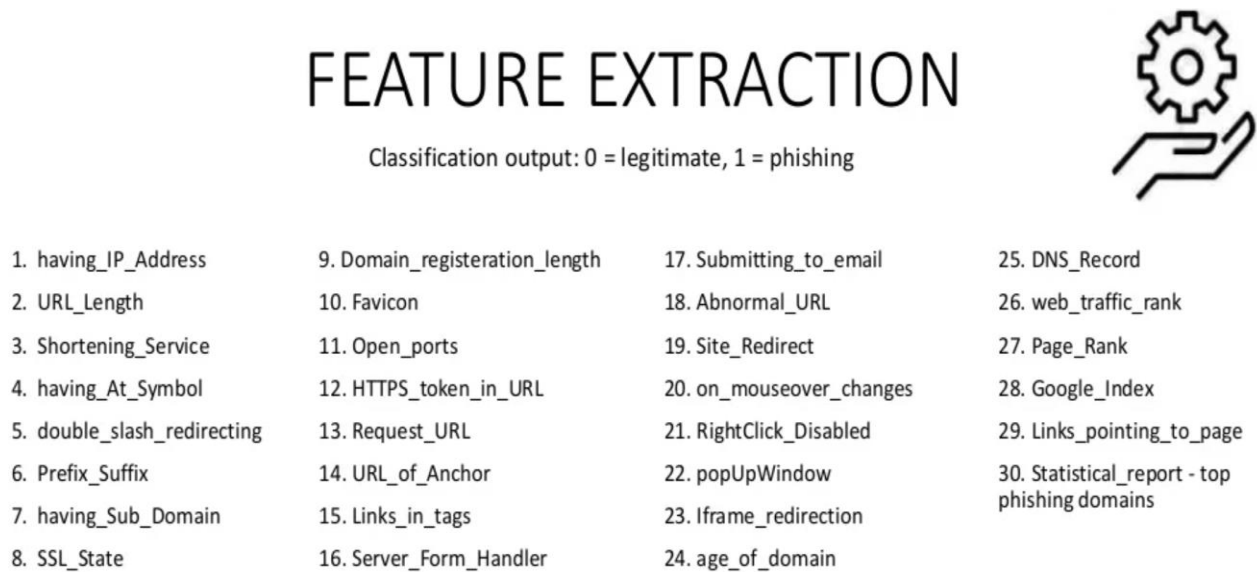 FEATURE EXTRACTION
Classification output: 0 = legitimate, 1 = phishing
1. having_IP_Address
2. URL_Length
3. Shortening_Service
4. having_At_Symbol
5. double_slash_redirecting
6. Prefix_Suffix
7. having_Sub_Domain
8. SSL_State
9. Domain_registeration_length
10. Favicon
11. Open_ports
12. HTTPS_token_in_URL
13. Request_URL
14. URL_of_Anchor
15. Links_in_tags
16. Server_Form_Handler
17. Submitting_to_email
18. Abnormal_URL
19. Site_Redirect
20. on_mouseover_changes
21. RightClick_Disabled
22. popUpWindow
23. Iframe_redirection
24. age_of_domain
25. DNS_Record
26. web_traffic_rank
27. Page_Rank
28. Google_Index
29. Links_pointing_to_page
30. Statistical_report - top
phishing domains